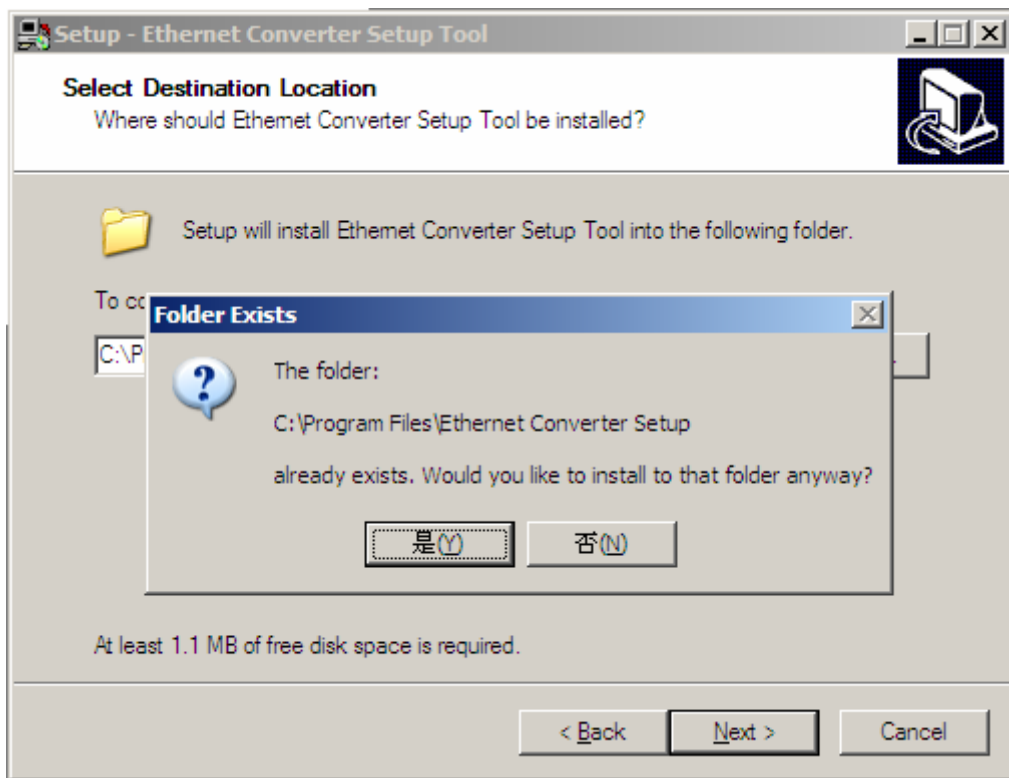 Setup - Ethernet Converter Setup Tool
Select Destination Location
Where should Ethernet Converter Setup Tool be installed?
Setup will install Ethernet Converter Setup Tool into the following folder.
To co
Folder Exists
C:\P
The folder:
C:\Program Files\Ethernet Converter Setup
already exists. Would you like to install to that folder anyway?
是(Y) 否(N)
At least 1.1 MB of free disk space is required.
< Back Next > Cancel